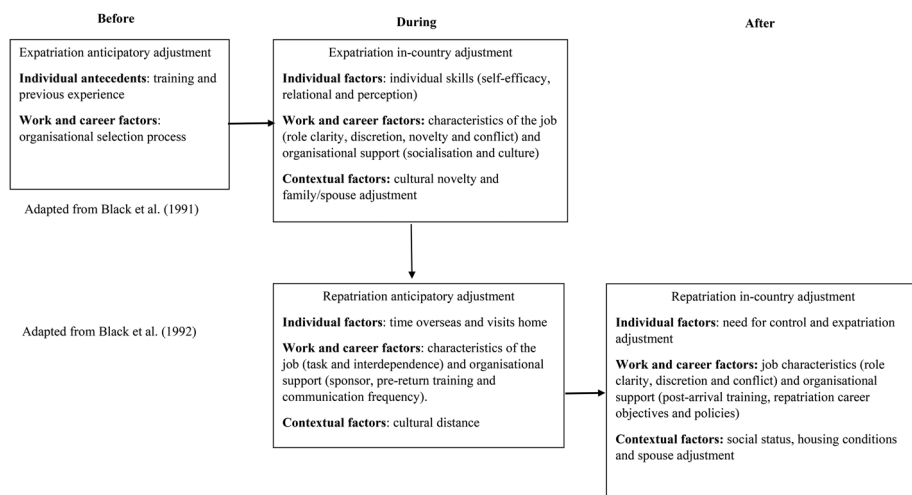 Before
During
After
Expatriation anticipatory adjustment
Individual antecedents: training and
previous experience
Work and career factors:
organisational selection process
Expatriation in-country adjustment
Individual factors: individual skills (self-efficacy,
relational and perception)
Work and career factors: characteristics of the job
(role clarity, discretion, novelty and conflict) and
organisational support (socialisation and culture)
Contextual factors: cultural novelty and
family/spouse adjustment
Adapted from Black et al. (1991)
Adapted from Black et al. (1992)
Repatriation anticipatory adjustment
Individual factors: time overseas and visits home
Work and career factors: characteristics of the
job (task and interdependence) and organisational
support (sponsor, pre-return training and
communication frequency).
Contextual factors: cultural distance
Repatriation in-country adjustment
Individual factors: need for control and expatriation
adjustment
Work and career factors: job characteristics (role
clarity, discretion and conflict) and organisational
support (post-arrival training, repatriation career
objectives and policies)
Contextual factors: social status, housing conditions
and spouse adjustment